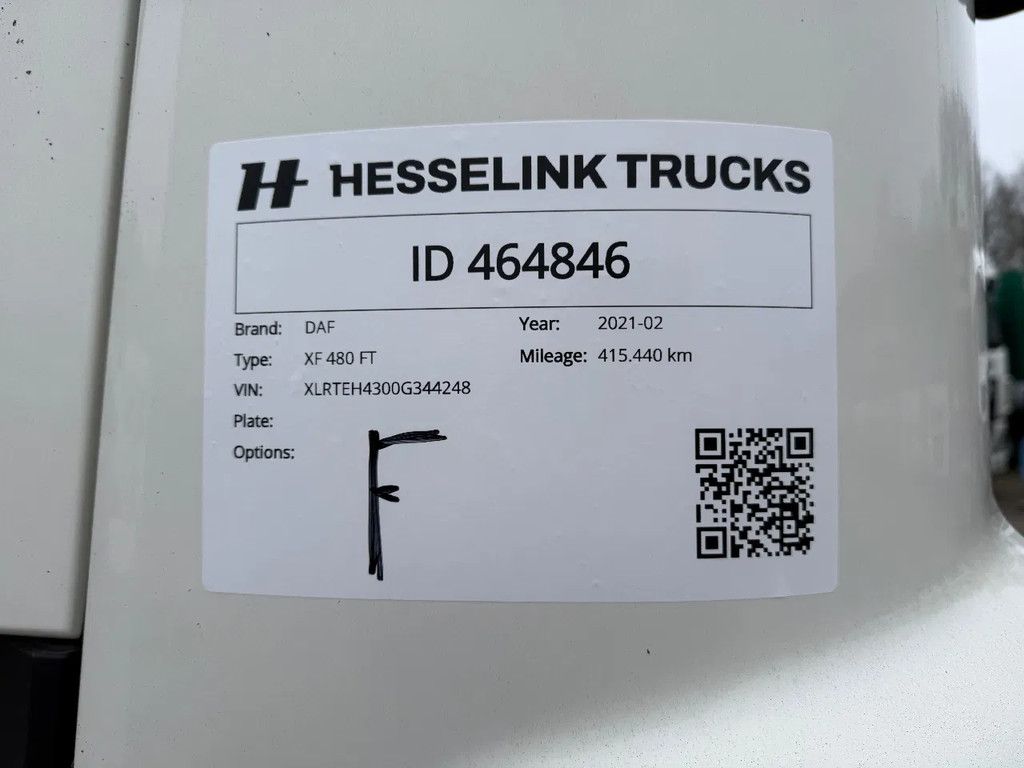 H HESSELINK TRUCKS
ID 464846
Brand: DAF Year: 2021-02
Type: XF 480 FT Mileage: 415.440 km
VIN: XLRTEH4300G344248
Plate:
Options:
F